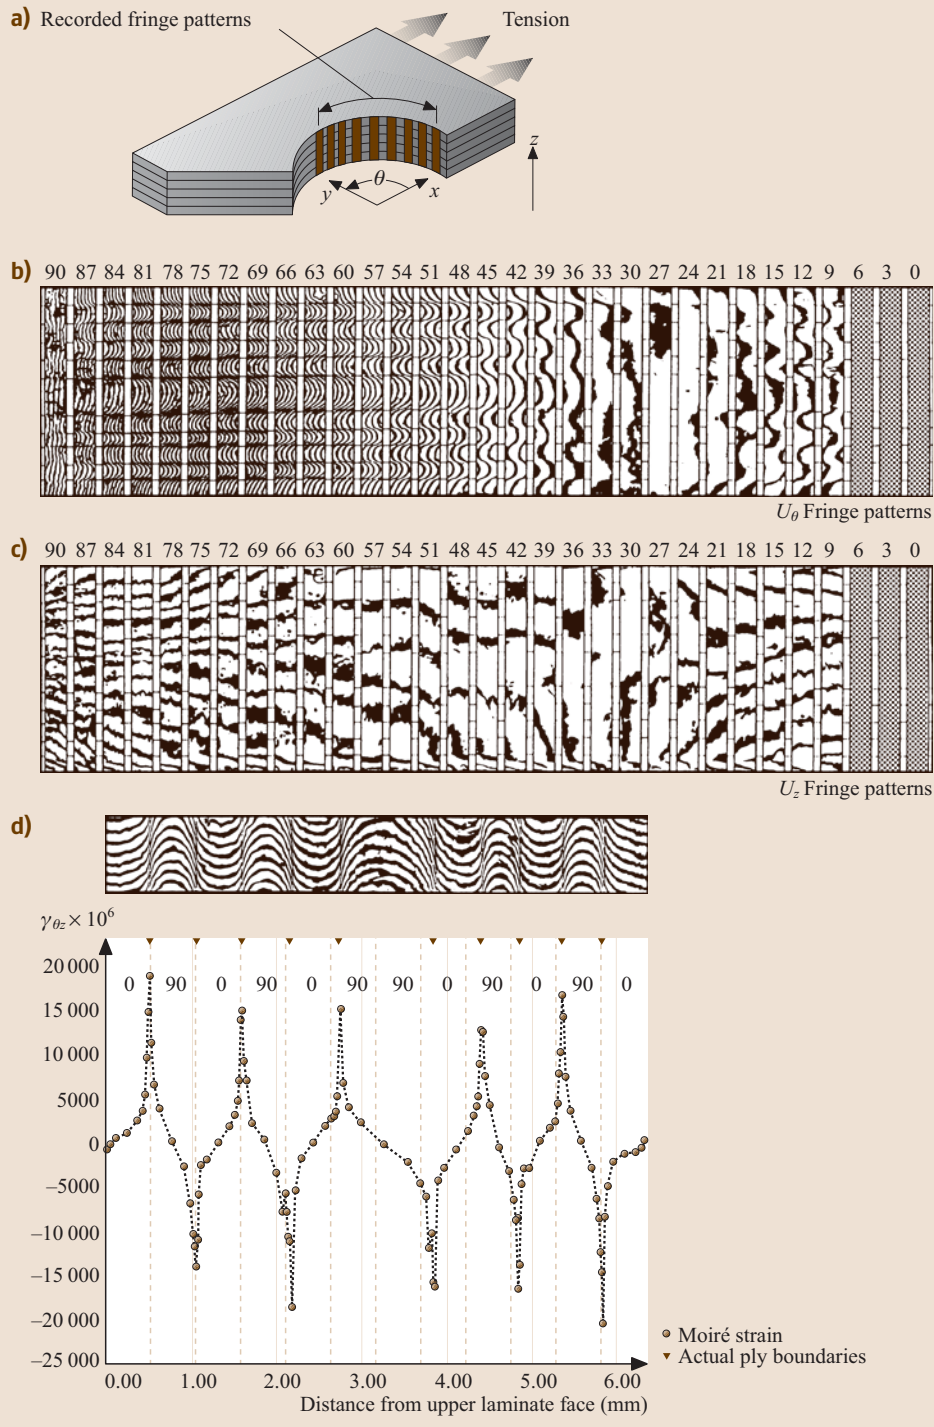 a) Recorded fringe patterns
Tension
z
y
θ
x
b) 90 87 84 81 78 75 72 69 66 63 60 57 54 51 48 45 42 39 36 33 30 27 24 21 18 15 12 9 6 3 0
Uθ Fringe patterns
c) 90 87 84 81 78 75 72 69 66 63 60 57 54 51 48 45 42 39 36 33 30 27 24 21 18 15 12 9 6 3 0
Uz Fringe patterns
d)
γθz × 10⁶
20 000
0 90 0 90 0 90 90 0 90 0 90 0
15 000
10 000
5000
0
–5000
–10 000
–15 000
–20 000
–25 000
Moiré strain
Actual ply boundaries
0.00 1.00 2.00 3.00 4.00 5.00 6.00
Distance from upper laminate face (mm)